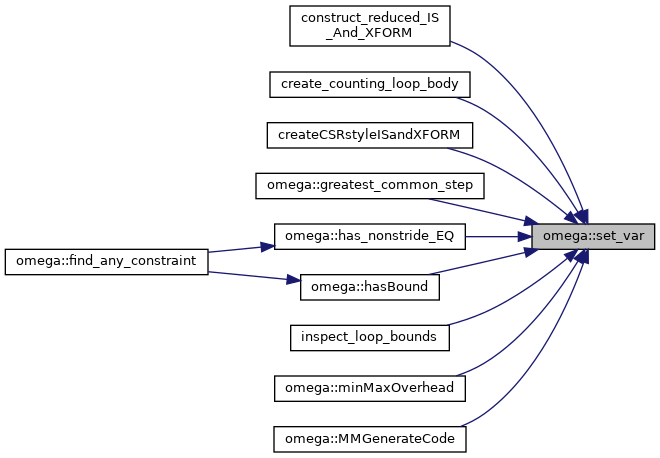 construct_reduced_IS
_And_XFORM
create_counting_loop_body
createCSRstyleISandXFORM
omega::greatest_common_step
omega::set_var
omega::has_nonstride_EQ
omega::find_any_constraint
omega::hasBound
inspect_loop_bounds
omega::minMaxOverhead
omega::MMGenerateCode